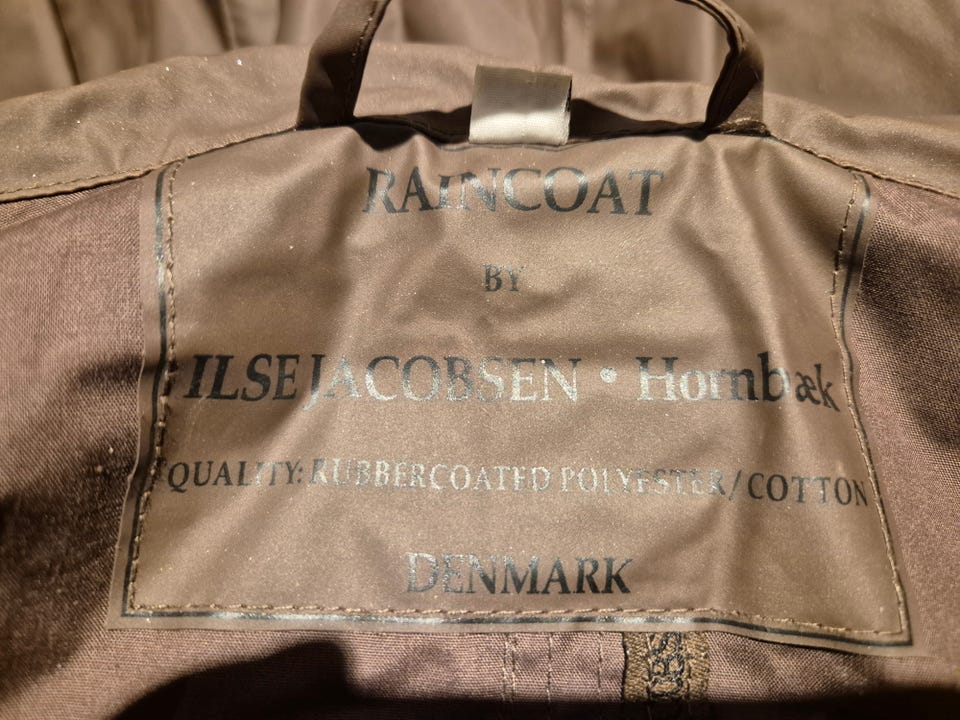 RAINCOAT
BY
ILSE JACOBSEN • Hornbæk
QUALITY: RUBBERCOATED POLYESTER/COTTON
DENMARK